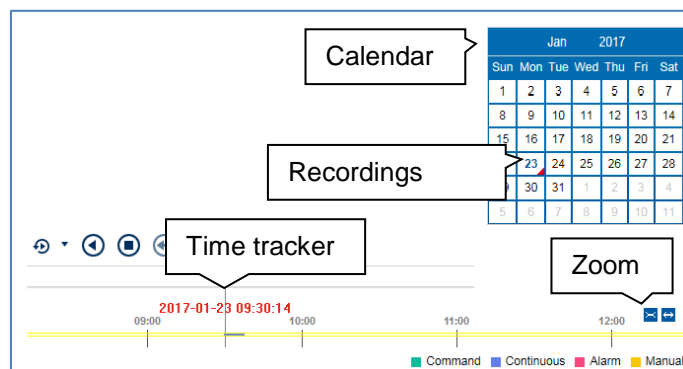 Calendar
Jan 2017
Sun Mon Tue Wed Thu Fri Sat
1 2 3 4 5 6 7
8 9 10 11 12 13 14
15 16 17 18 19 20 21
Recordings
23 24 25 26 27 28
30 31 1 2 3 4
5 6 7 8 9 10 11
Time tracker
Zoom
2017-01-23 09:30:14
09:00 10:00 11:00 12:00
Command Continuous Alarm Manual